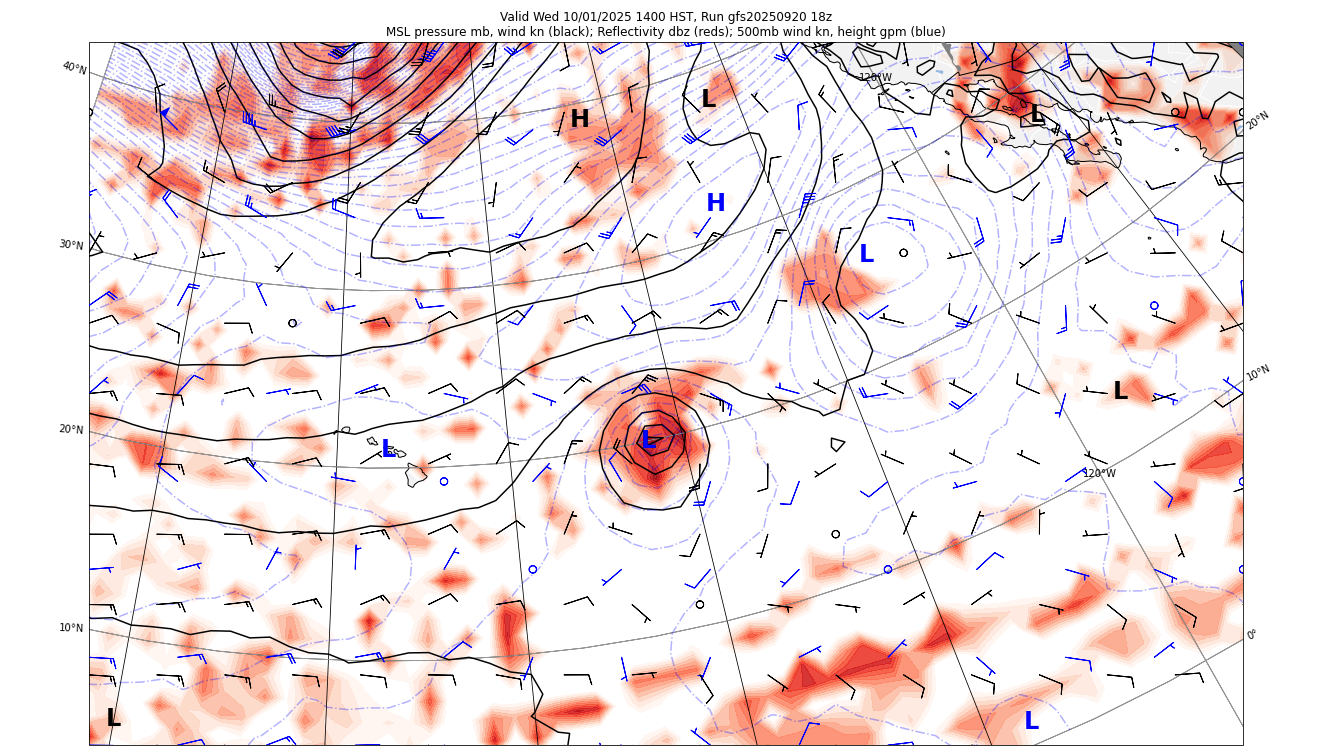 Valid Wed 10/01/2025 1400 HST, Run gfs20250920 18z
MSL pressure mb, wind kn (black); Reflectivity dbz (reds); 500mb wind kn, height gpm (blue)
40°N
120°W
L
H
L
20°N
H
30°N
L
10°N
L
20°N
L
L
120°W
10°N
0°
L
L